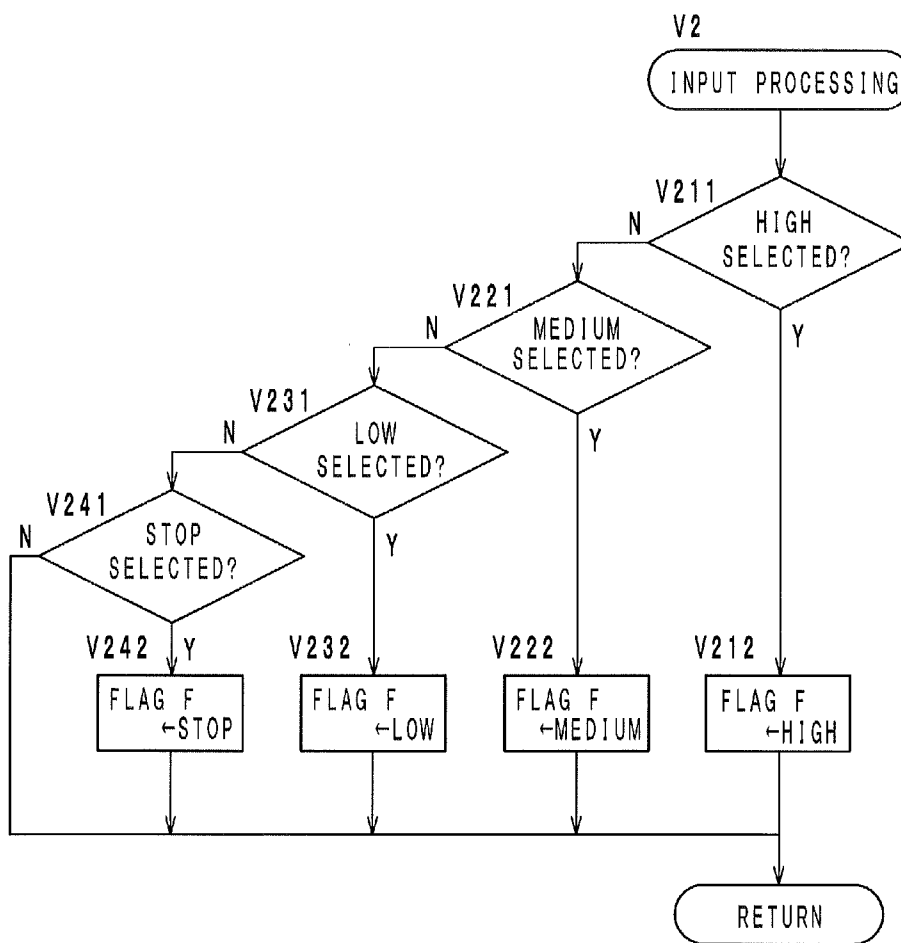 V2
INPUT PROCESSING
V211
HIGH
SELECTED?
N
Y
V221
MEDIUM
SELECTED?
N
Y
V231
LOW
SELECTED?
N
Y
V241
STOP
SELECTED?
N
Y
V242
FLAG F
←STOP
V232
FLAG F
←LOW
V222
FLAG F
←MEDIUM
V212
FLAG F
←HIGH
RETURN